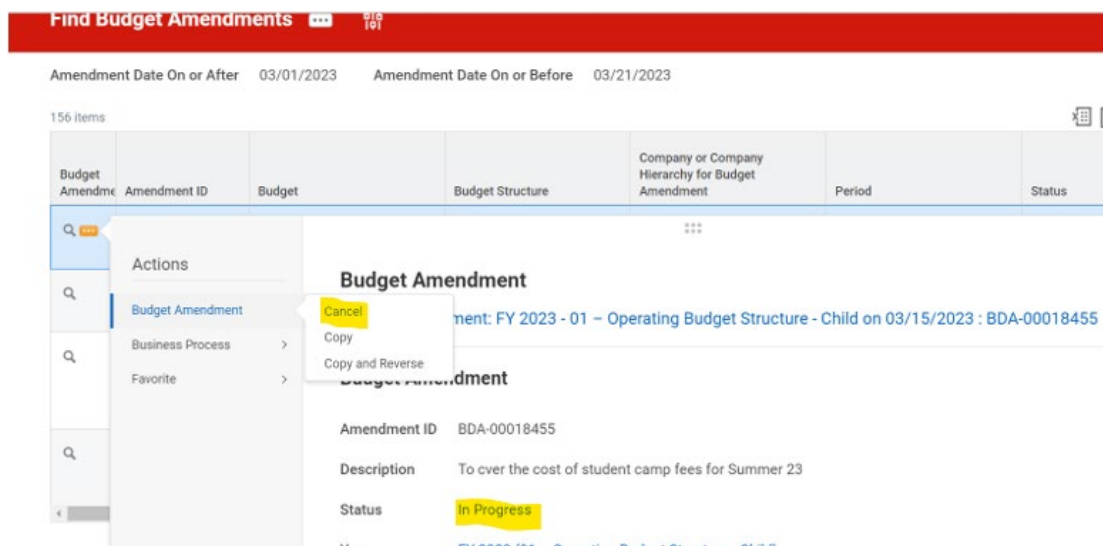 Find Budget Amendments
Amendment Date On or After 03/01/2023 Amendment Date On or Before 03/21/2023
156 items
Budget Amendme Amendment ID Budget Budget Structure Company or Company Hierarchy for Budget Amendment Period Status
Actions
Budget Amendment
Business Process
Favorite
Cancel
Copy
Copy and Reverse
Budget Amendment
ment: FY 2023 - 01 – Operating Budget Structure - Child on 03/15/2023 : BDA-00018455
Budget Amendment
Amendment ID BDA-00018455
Description To cver the cost of student camp fees for Summer 23
Status In Progress